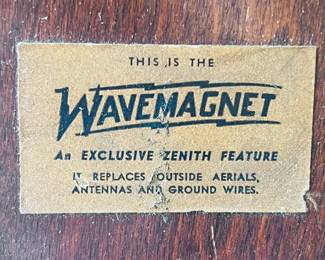 THIS IS THE
WAVEMAGNET
An EXCLUSIVE ZENITH FEATURE
IT REPLACES OUTSIDE AERIALS,
ANTENNAS AND GROUND WIRES.